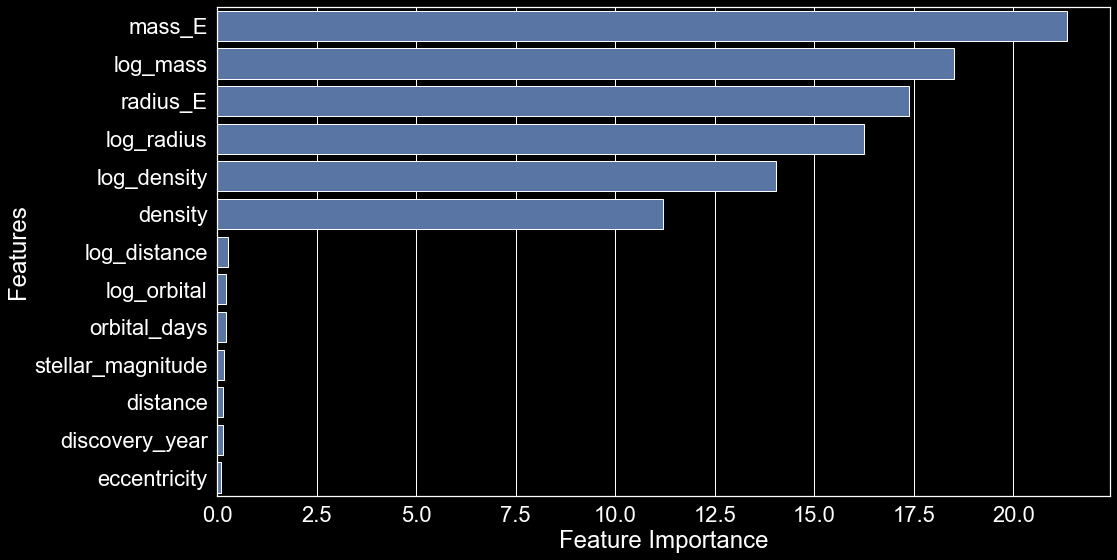 mass_E
log_mass
radius_E
log_radius
log_density
density
log_distance
log_orbital
orbital_days
stellar_magnitude
distance
discovery_year
eccentricity
Features
0.0 2.5 5.0 7.5 10.0 12.5 15.0 17.5 20.0
Feature Importance